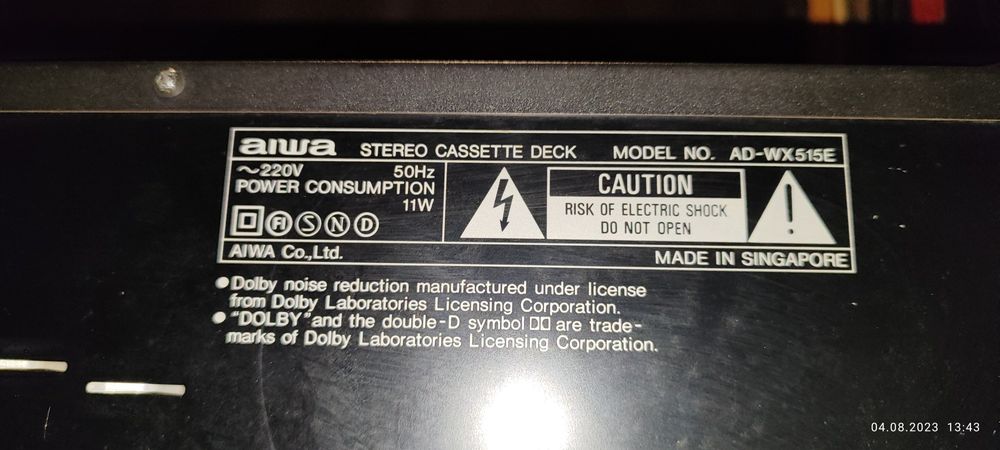 aiwa STEREO CASSETTE DECK MODEL NO. AD-WX515E
~220V 50Hz
POWER CONSUMPTION
11W
FI S N D
CAUTION
RISK OF ELECTRIC SHOCK
DO NOT OPEN
AIWA Co.,Ltd. MADE IN SINGAPORE
●Dolby noise reduction manufactured under license
from Dolby Laboratories Licensing Corporation.
●"DOLBY" and the double-D symbol are trade-
marks of Dolby Laboratories Licensing Corporation.
04.08.2023 13:43